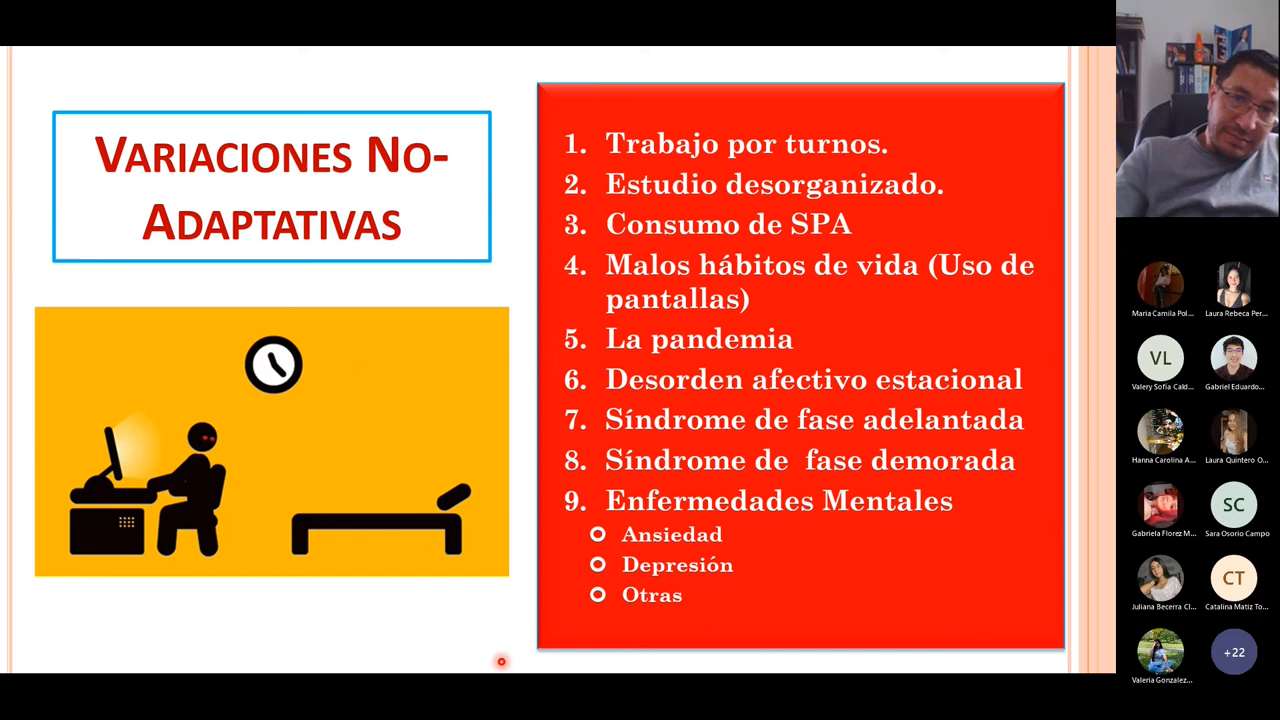 VARIACIONES NO-
ADAPTATIVAS
1. Trabajo por turnos.
2. Estudio desorganizado.
3. Consumo de SPA
4. Malos hábitos de vida (Uso de
pantallas)
5. La pandemia
6. Desorden afectivo estacional
7. Síndrome de fase adelantada
8. Síndrome de fase demorada
9. Enfermedades Mentales
Ansiedad
Depresión
Otras
Maria Camila Pol...
Laura Rebeca Per...
VL
Valery Sofía Cald...
Gabriel Eduardo...
Hanna Carolina A...
Laura Quintero O...
Gabriela Florez M...
SC
Sara Osorio Campo
Juliana Becerra Cl...
CT
Catalina Matiz To...
Valeria Gonzalez...
+22